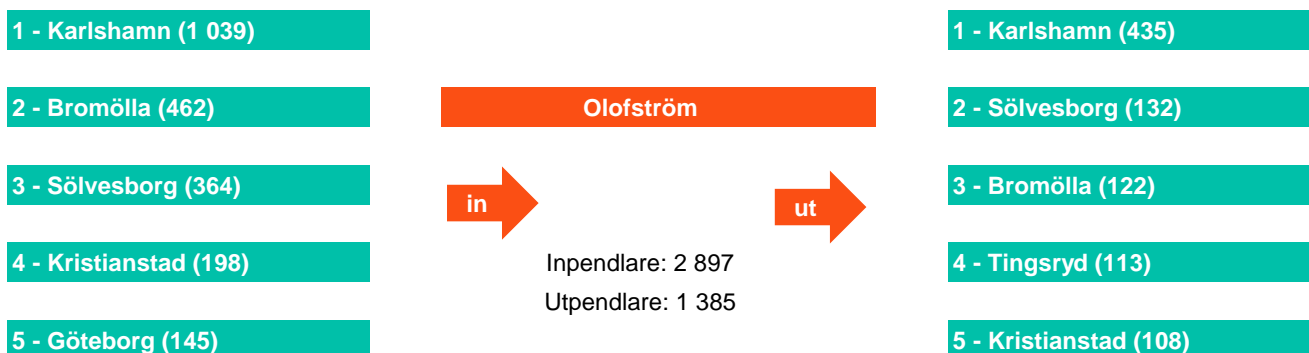 1 - Karlshamn (1 039)
2 - Bromölla (462)
3 - Sölvesborg (364)
4 - Kristianstad (198)
5 - Göteborg (145)
Olofström
in
ut
Inpendlare: 2 897
Utpendlare: 1 385
1 - Karlshamn (435)
2 - Sölvesborg (132)
3 - Bromölla (122)
4 - Tingsryd (113)
5 - Kristianstad (108)